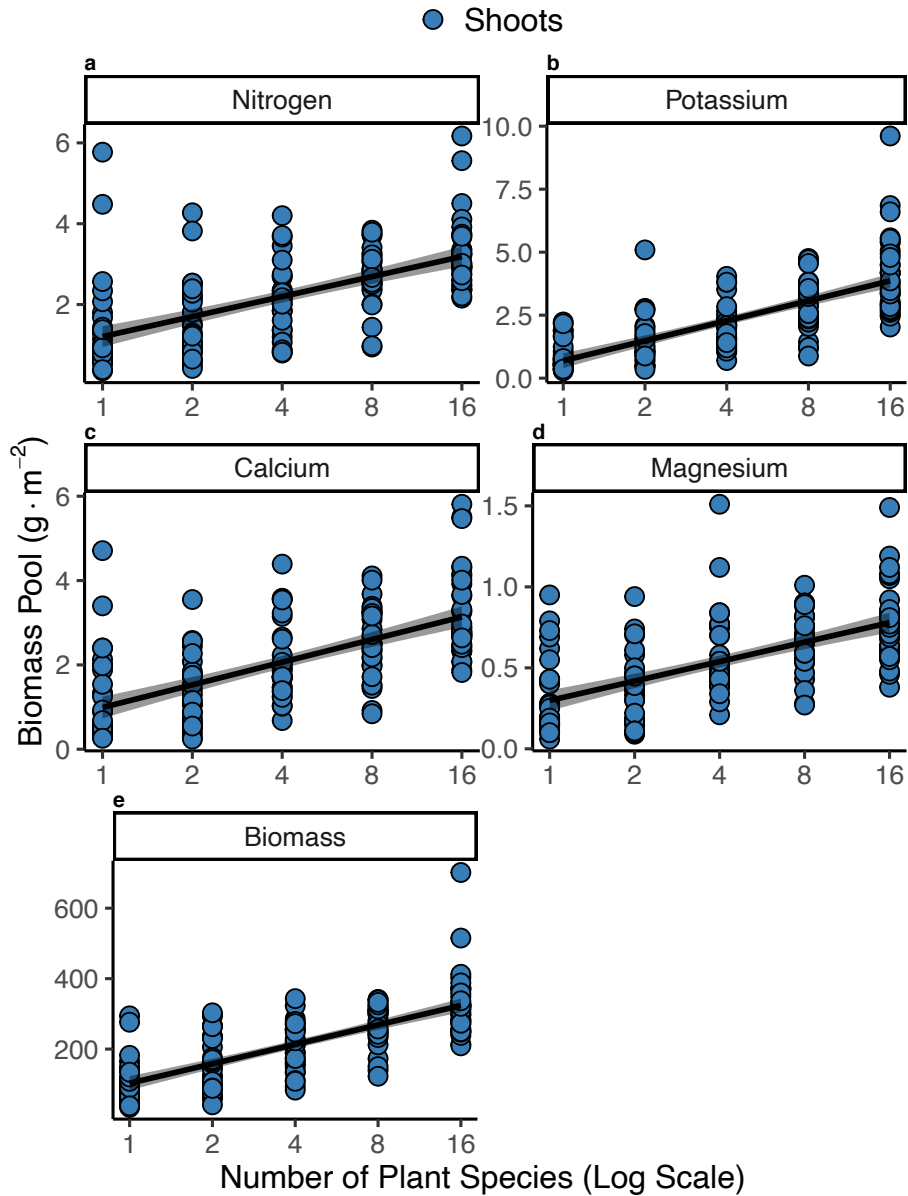 Shoots
a
b
Nitrogen
Potassium
6
4
2
10.0
7.5
5.0
2.5
0.0
1 2 4 8 16
1 2 4 8 16
c
d
Calcium
Magnesium
6
4
2
0
1.5
1.0
0.5
0.0
1 2 4 8 16
1 2 4 8 16
e
Biomass
600
400
200
1 2 4 8 16
Biomass Pool (g · m⁻²)
Number of Plant Species (Log Scale)